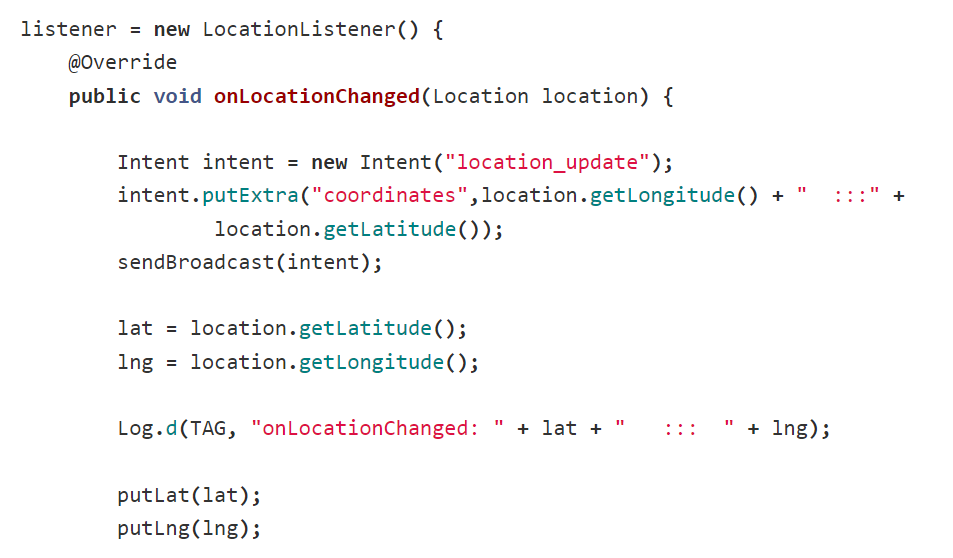 listener = new LocationListener() {
    @Override
    public void onLocationChanged(Location location) {
        Intent intent = new Intent("location_update");
        intent.putExtra("coordinates",location.getLongitude() + "  :::" +
                location.getLatitude());
        sendBroadcast(intent);
        lat = location.getLatitude();
        lng = location.getLongitude();
        Log.d(TAG, "onLocationChanged: " + lat + "   :::  " + lng);
        putLat(lat);
        putLng(lng);